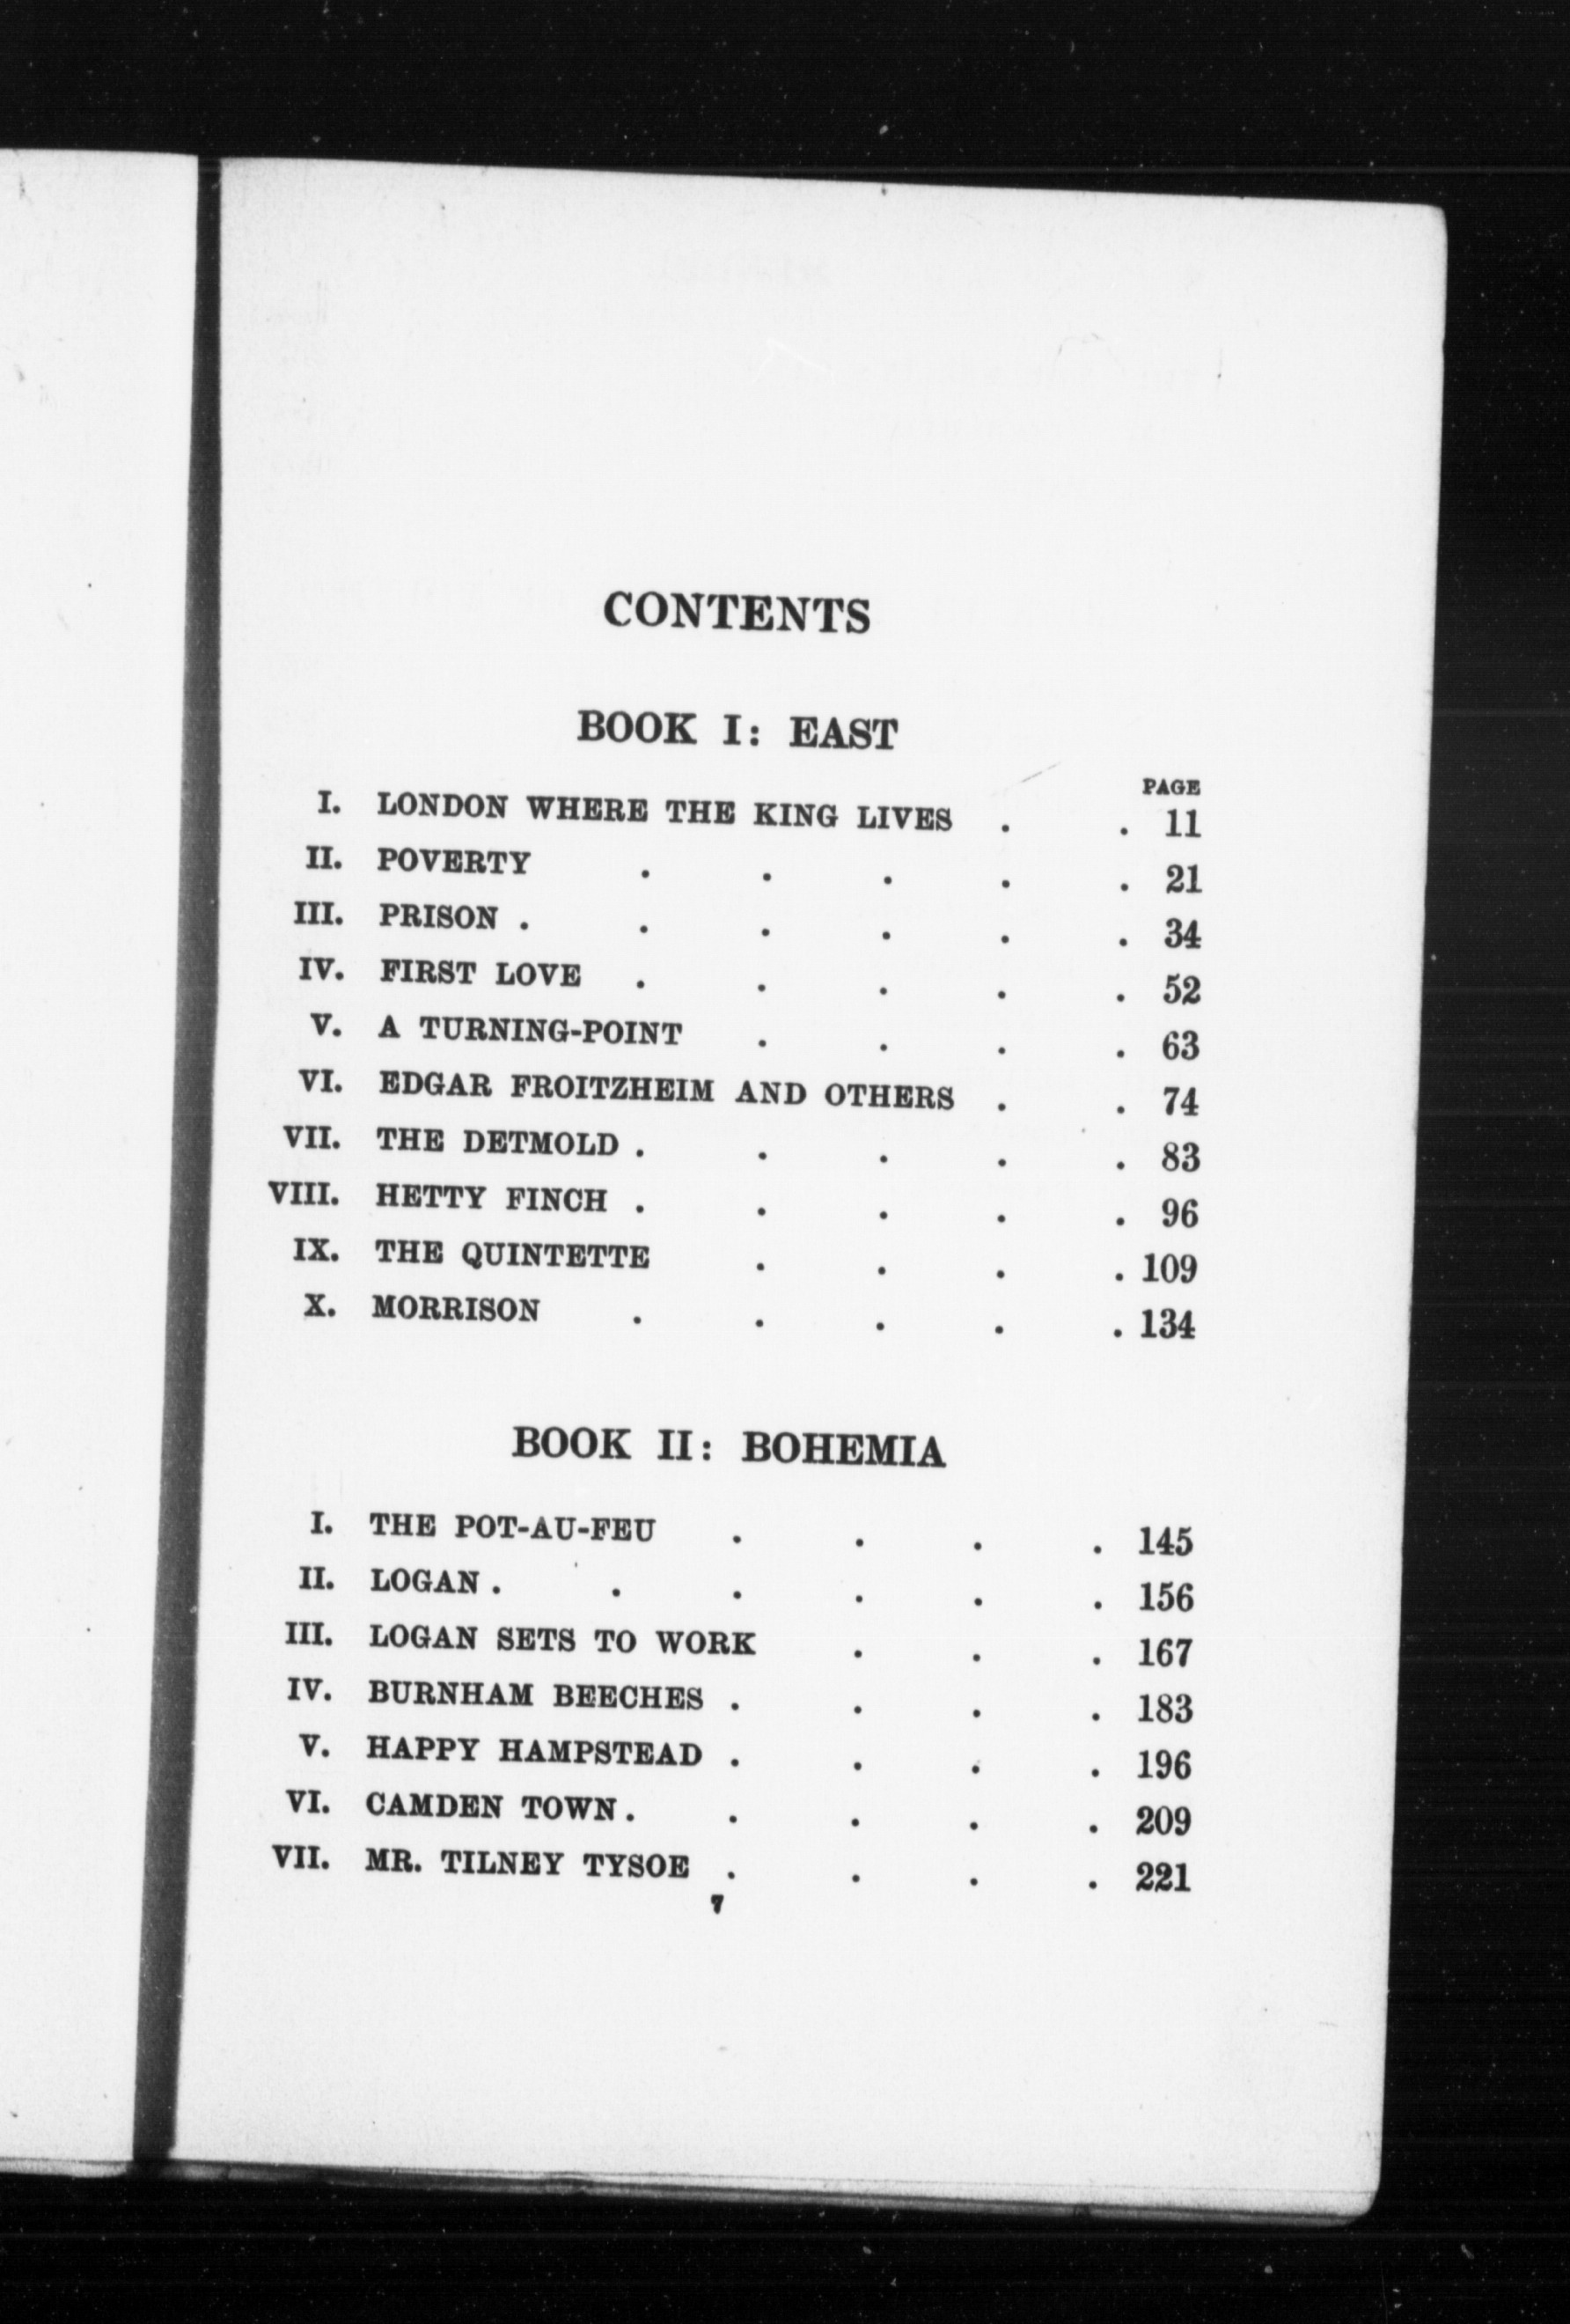 CONTENTS
BOOK I: EAST
PAGE
I. LONDON WHERE THE KING LIVES . . 11
II. POVERTY . . . . . 21
III. PRISON . . . . . . 34
IV. FIRST LOVE . . . . . 52
V. A TURNING-POINT . . . . 63
VI. EDGAR FROITZHEIM AND OTHERS . . 74
VII. THE DETMOLD . . . . . 83
VIII. HETTY FINCH . . . . . 96
IX. THE QUINTETTE . . . . 109
X. MORRISON . . . . . 134
BOOK II: BOHEMIA
I. THE POT-AU-FEU . . . . 145
II. LOGAN . . . . . . 156
III. LOGAN SETS TO WORK . . . 167
IV. BURNHAM BEECHES . . . . 183
V. HAPPY HAMPSTEAD . . . . 196
VI. CAMDEN TOWN . . . . . 209
VII. MR. TILNEY TYSOE . . . . 221
7